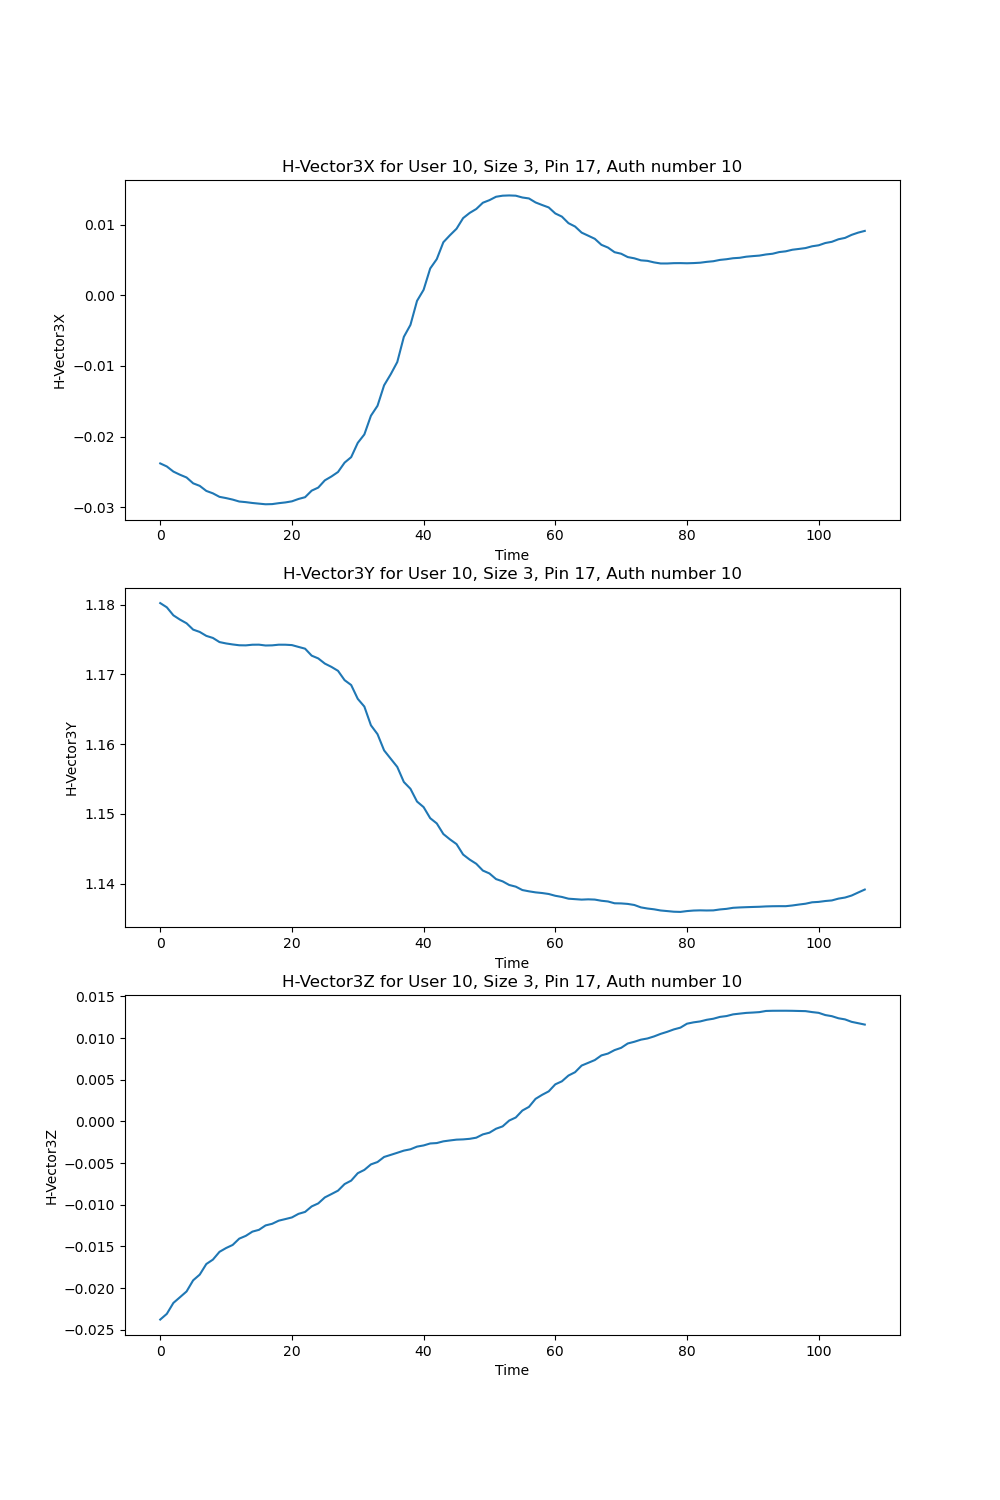 H-Vector3X for User 10, Size 3, Pin 17, Auth number 10
0.01
0.00
−0.01
−0.02
−0.03
H-Vector3X
0 20 40 60 80 100
Time
H-Vector3Y for User 10, Size 3, Pin 17, Auth number 10
1.18
1.17
1.16
1.15
1.14
H-Vector3Y
0 20 40 60 80 100
Time
H-Vector3Z for User 10, Size 3, Pin 17, Auth number 10
0.015
0.010
0.005
0.000
−0.005
−0.010
−0.015
−0.020
−0.025
H-Vector3Z
0 20 40 60 80 100
Time